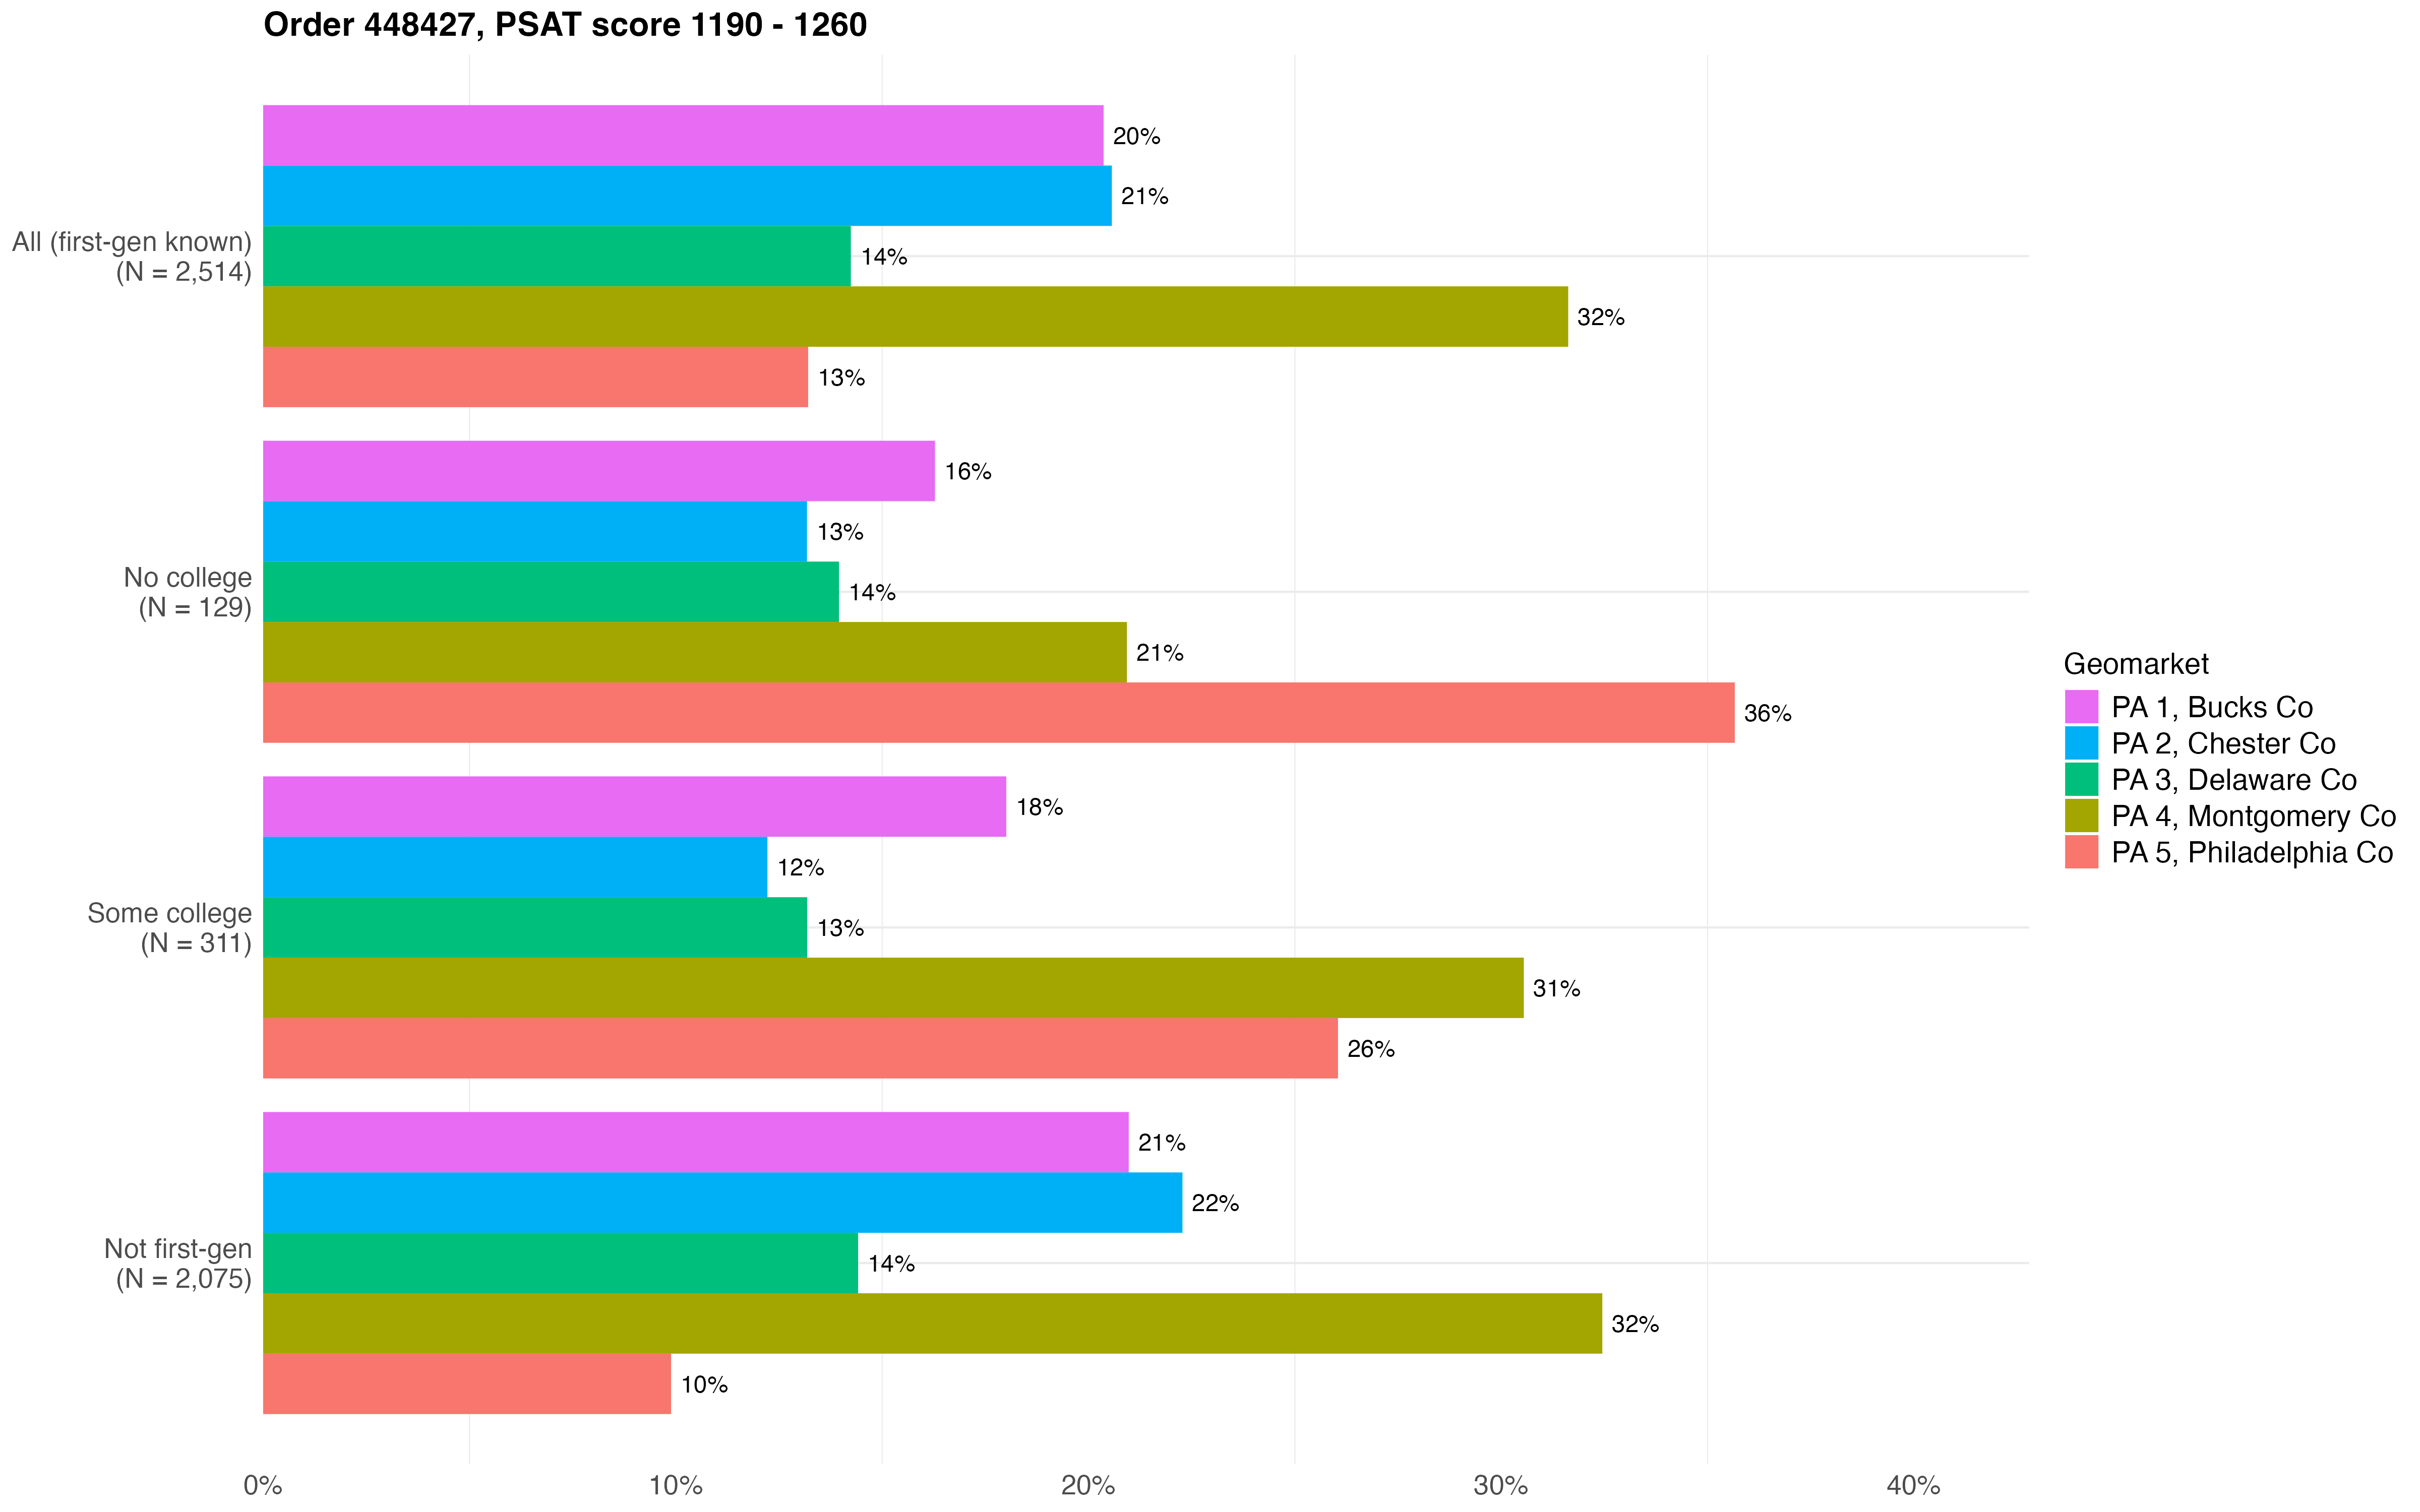 Order 448427, PSAT score 1190 - 1260
All (first-gen known)
(N = 2,514)
20%
21%
14%
32%
13%
No college
(N = 129)
16%
13%
14%
21%
36%
Some college
(N = 311)
18%
12%
13%
31%
26%
Not first-gen
(N = 2,075)
21%
22%
14%
32%
10%
0%
10%
20%
30%
40%
Geomarket
PA 1, Bucks Co
PA 2, Chester Co
PA 3, Delaware Co
PA 4, Montgomery Co
PA 5, Philadelphia Co